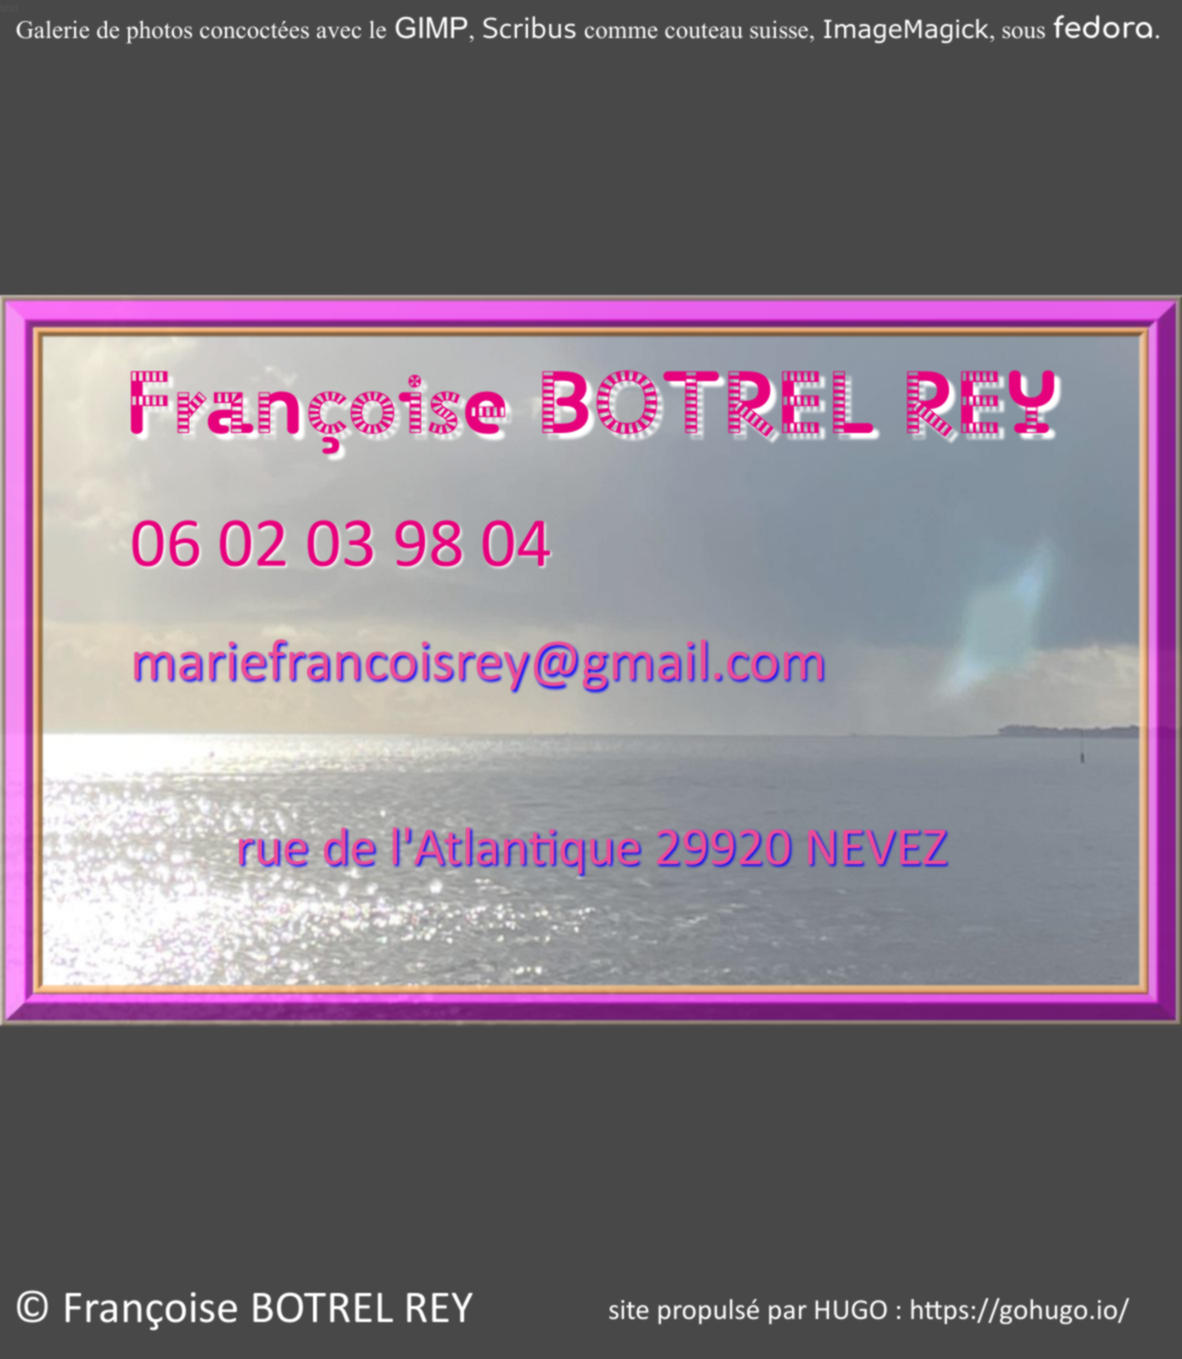 Galerie de photos concoctées avec le GIMP, Scribus comme couteau suisse, ImageMagick, sous fedora.
Françoise BOTREL REY
06 02 03 98 04
mariefrancoisrey@gmail.com
rue de l'Atlantique 29920 NEVEZ
© Françoise BOTREL REY
site propulsé par HUGO : https://gohugo.io/